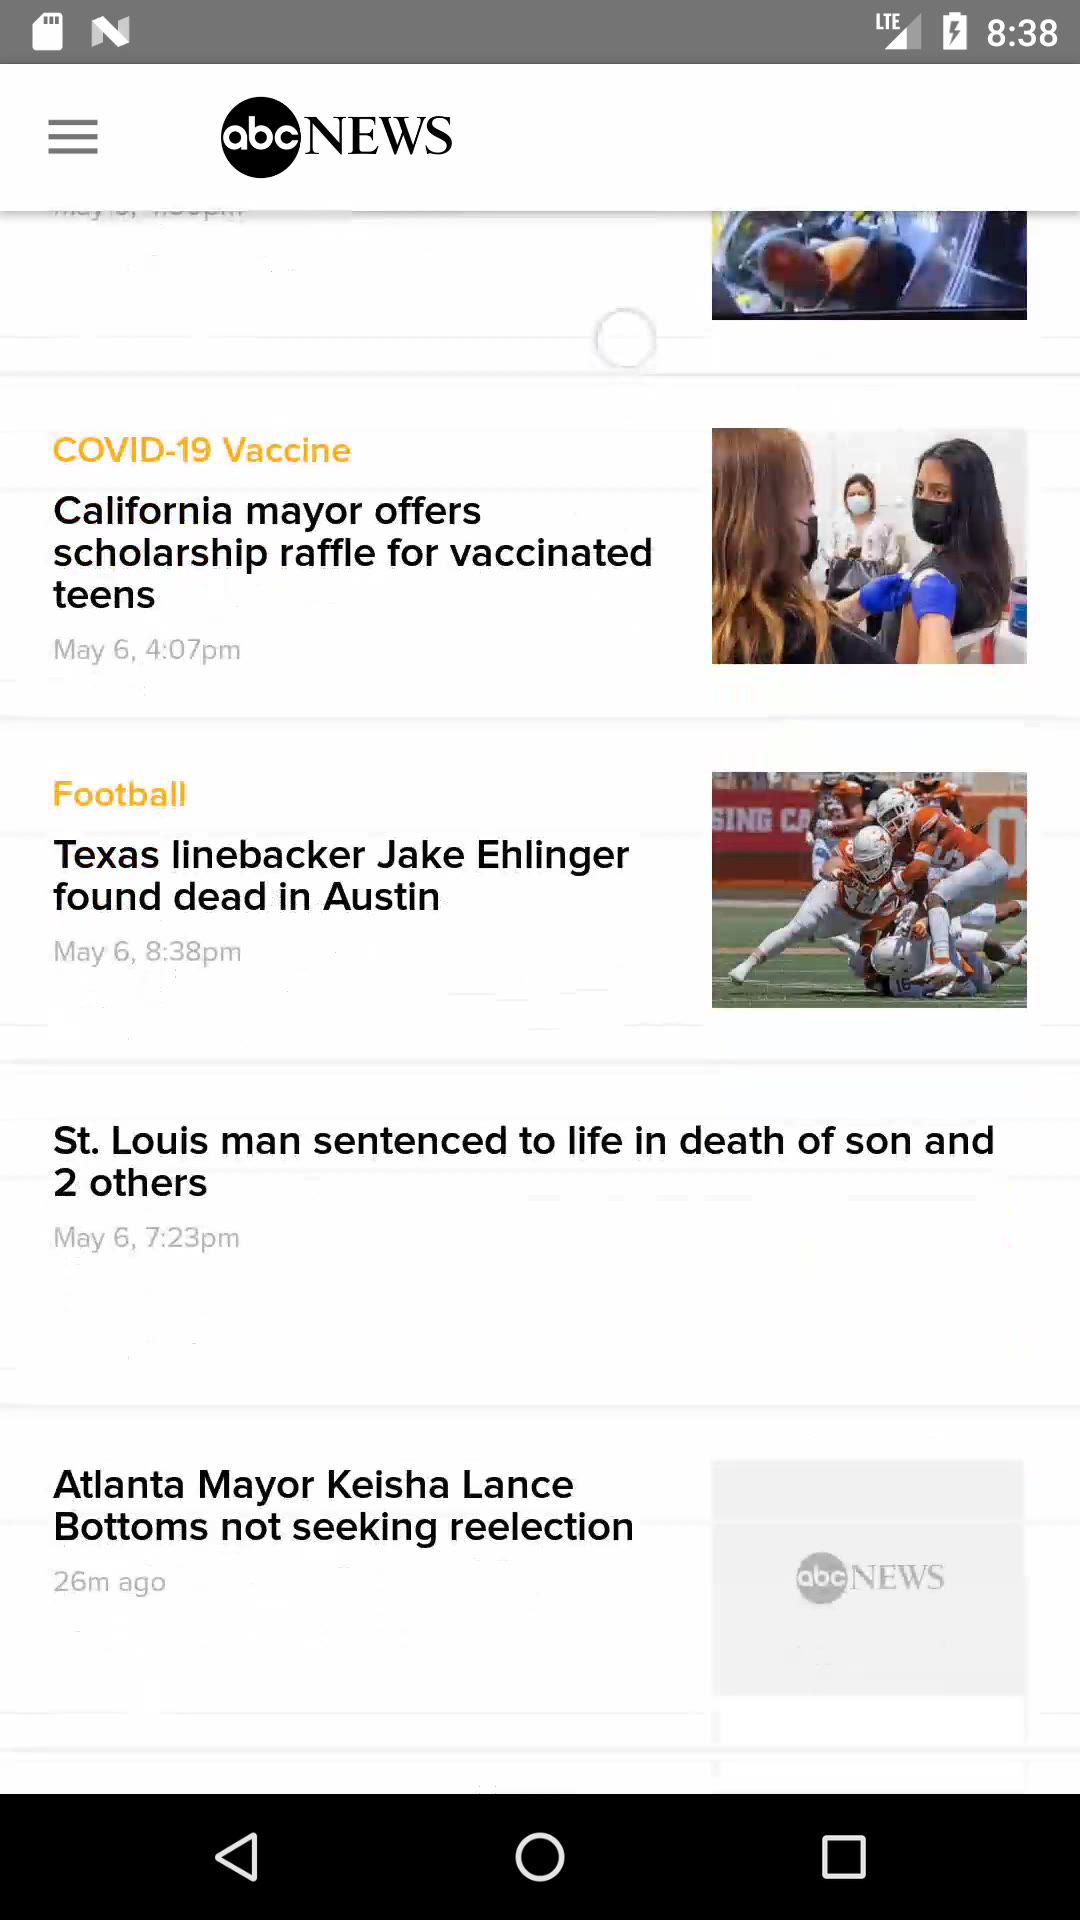 LTE
8:38
abc NEWS
COVID-19 Vaccine
California mayor offers
scholarship raffle for vaccinated
teens
May 6, 4:07pm
Football
SING CA
Texas linebacker Jake Ehlinger
found dead in Austin
May 6, 8:38pm
St. Louis man sentenced to life in death of son and
2 others
May 6, 7:23pm
Atlanta Mayor Keisha Lance
Bottoms not seeking reelection
26m ago
abc NEWS